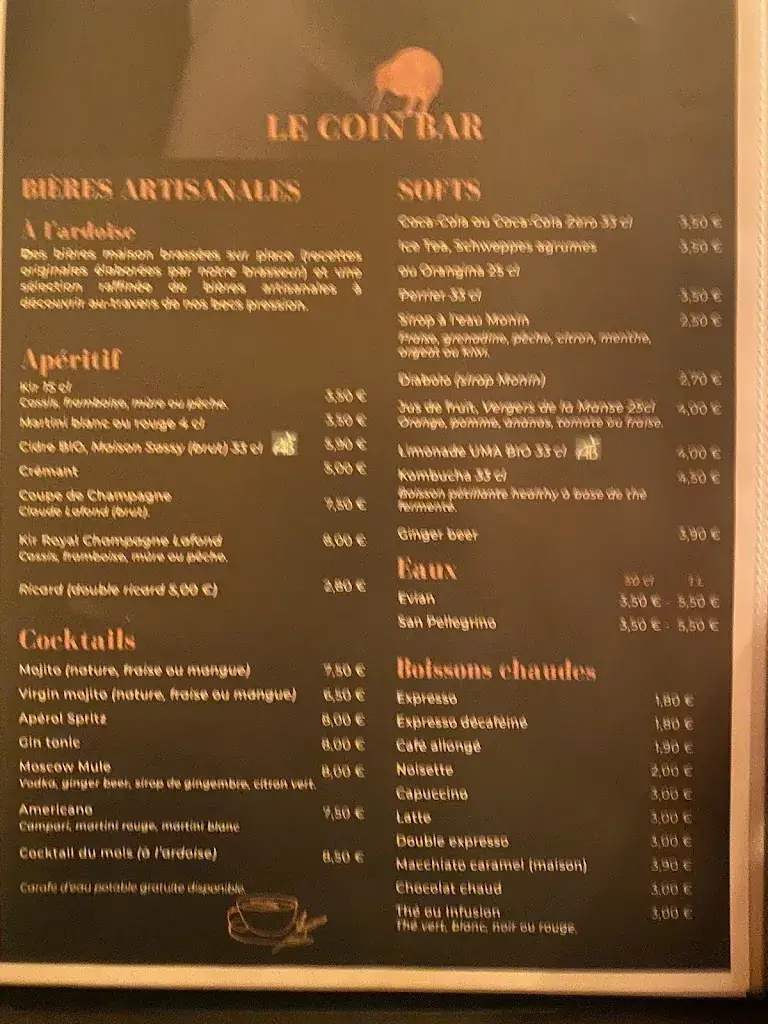 LE COIN BAR
BIÈRES ARTISANALES
À l'ardoise
Des bières maison brassées sur place (recettes
originales élaborées par notre brasseur) et une
sélection raffinée de bières artisanales à
découvrir au-travers de nos becs pression.
Apéritif
Kir 15 cl
Cassis, framboise, mûre ou pêche. 3,50 €
Martini blanc ou rouge 4 cl 3,50 €
Cidre BIO, Maison Sassy (brut) 33 cl AB 5,50 €
Crémant 5,00 €
Coupe de Champagne 7,50 €
Claude Lafond (brut).
Kir Royal Champagne Lafond 8,00 €
Cassis, framboise, mûre ou pêche.
Ricard (double ricard 5,00 €) 2,80 €
Cocktails
Mojito (nature, fraise ou mangue) 7,50 €
Virgin mojito (nature, fraise ou mangue) 6,50 €
Apérol Spritz 8,00 €
Gin tonic 8,00 €
Moscow Mule 8,00 €
Vodka, ginger beer, sirop de gingembre, citron vert.
Americano 7,50 €
Campari, martini rouge, martini blanc
Cocktail du mois (à l'ardoise) 8,50 €
Carafe d'eau potable gratuite disponible.
SOFTS
Coca-Cola ou Coca-Cola Zero 33 cl 3,50 €
Ice Tea, Schweppes agrumes 3,50 €
ou Orangina 25 cl
Perrier 33 cl 3,50 €
Sirop à l'eau Monin 2,50 €
Fraise, grenadine, pêche, citron, menthe,
orgeat ou kiwi.
Diabolo (sirop Monin) 2,70 €
Jus de fruit, Vergers de la Manse 25cl 4,00 €
Orange, pomme, ananas, tomate ou fraise.
Limonade UMA BIO 33 cl AB 4,00 €
Kombucha 33 cl 4,50 €
Boisson pétillante healthy à base de thé
fermenté.
Ginger beer 3,90 €
Eaux
50 cl 1 L
Evian 3,50 € - 5,50 €
San Pellegrino 3,50 € - 5,50 €
Boissons chaudes
Expresso 1,80 €
Expresso décaféiné 1,80 €
Café allongé 1,90 €
Noisette 2,00 €
Capuccino 3,00 €
Latte 3,00 €
Double expresso 3,00 €
Macchiato caramel (maison) 3,90 €
Chocolat chaud 3,00 €
Thé ou Infusion 3,00 €
Thé vert, blanc, noir ou rouge.